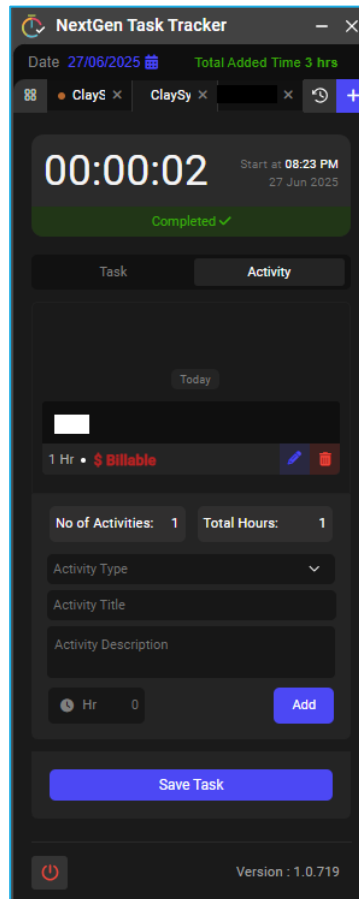 NextGen Task Tracker
Date 27/06/2025 Total Added Time 3 hrs
ClayS ClaySy
00:00:02
Start at 08:23 PM
27 Jun 2025
Completed
Task Activity
Today
1 Hr • $ Billable
No of Activities: 1 Total Hours: 1
Activity Type
Activity Title
Activity Description
Hr 0 Add
Save Task
Version : 1.0.719